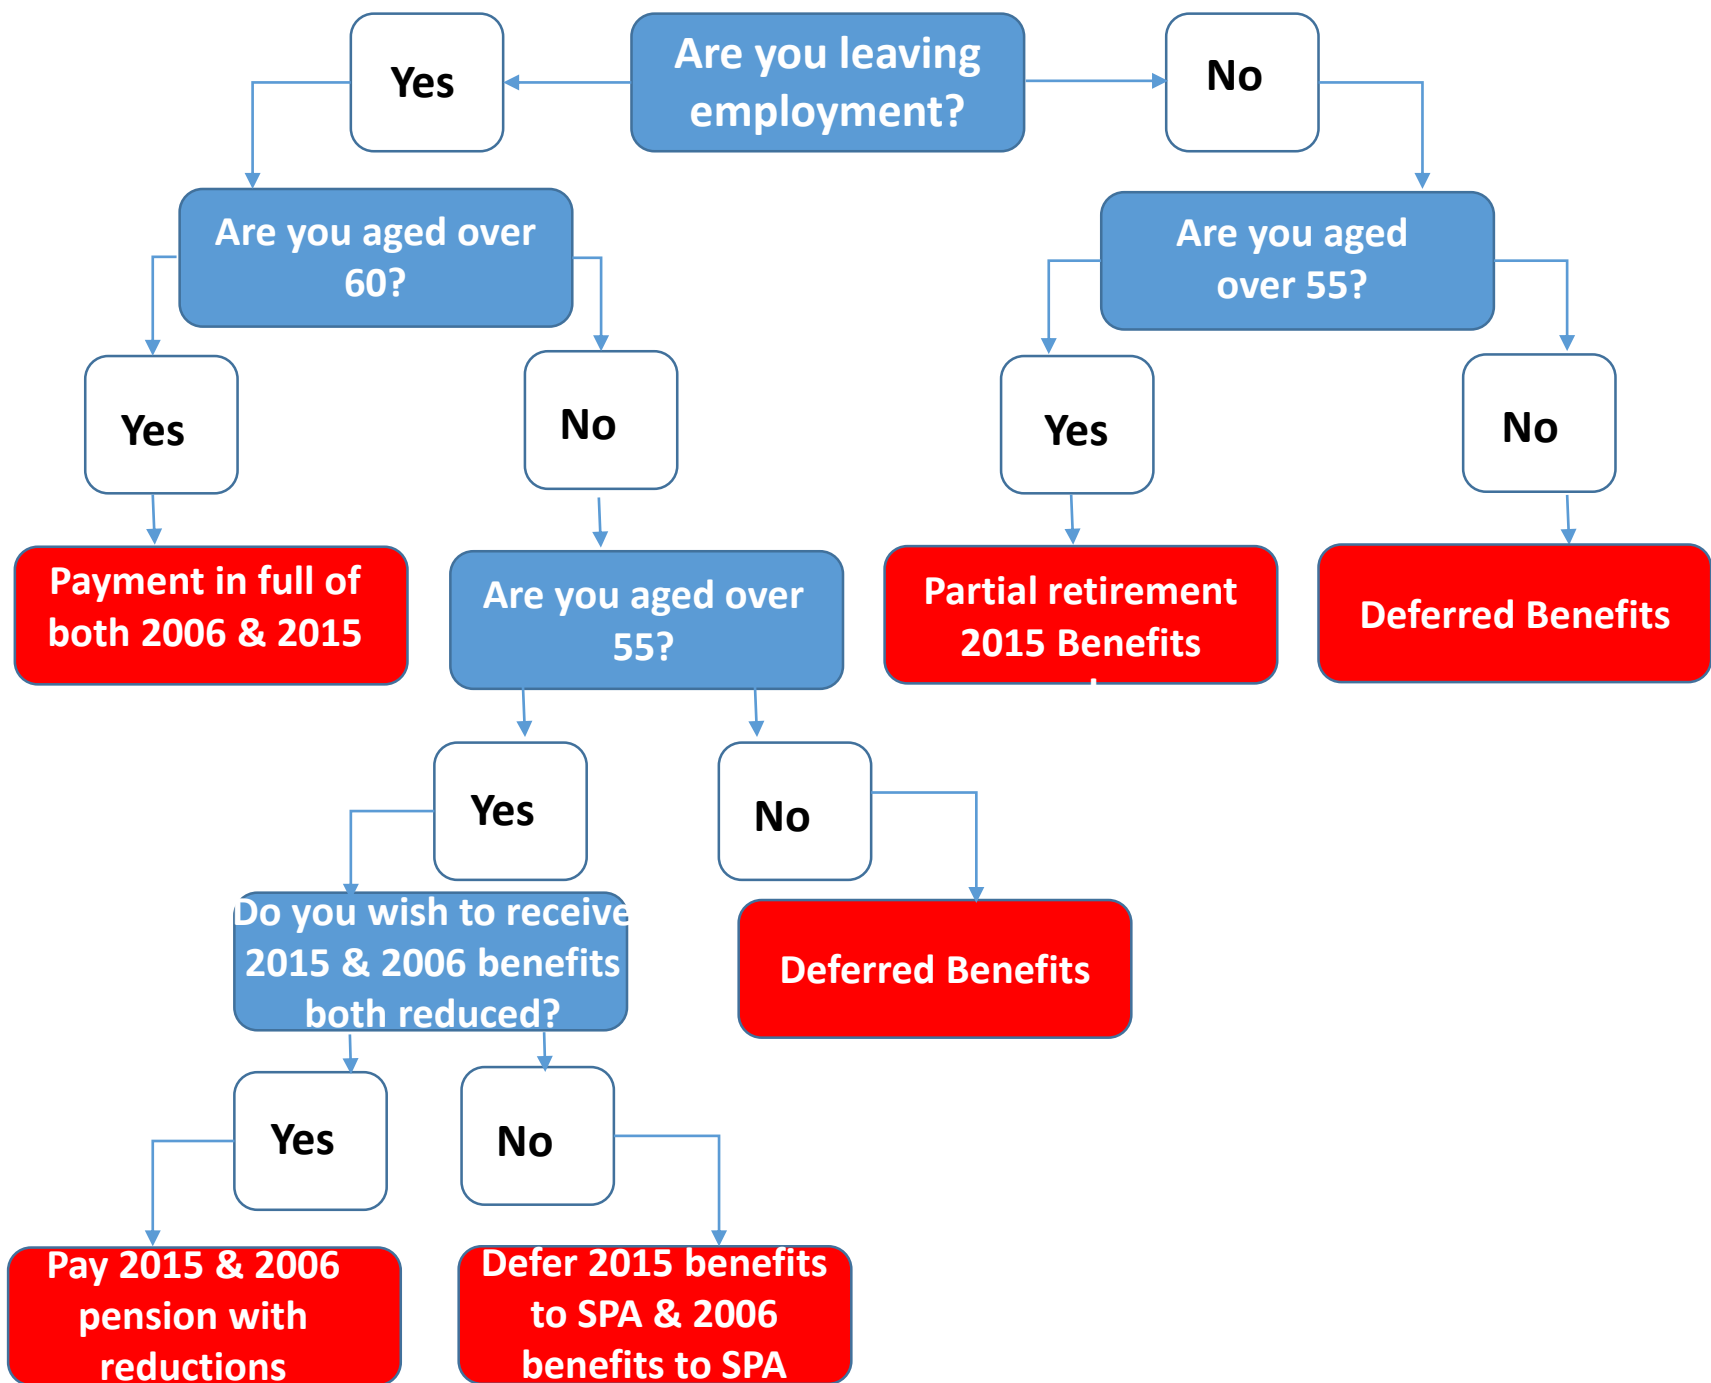 Are you leaving
employment?
Yes
No
Are you aged over
60?
Are you aged
over 55?
Yes
No
Yes
No
Payment in full of
both 2006 & 2015
Are you aged over
55?
Partial retirement
2015 Benefits
Deferred Benefits
Yes
No
Do you wish to receive
2015 & 2006 benefits
both reduced?
Deferred Benefits
Yes
No
Pay 2015 & 2006
pension with
reductions
Defer 2015 benefits
to SPA & 2006
benefits to SPA